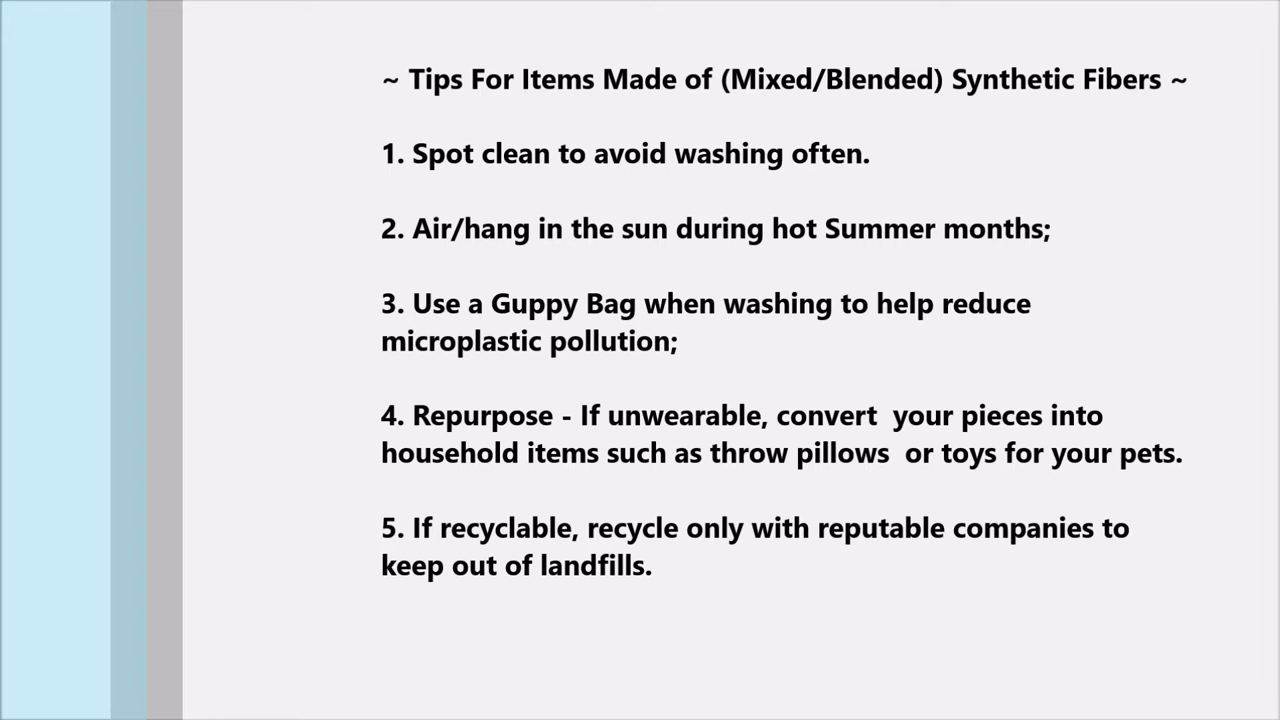 ~ Tips For Items Made of (Mixed/Blended) Synthetic Fibers ~
1. Spot clean to avoid washing often.
2. Air/hang in the sun during hot Summer months;
3. Use a Guppy Bag when washing to help reduce
microplastic pollution;
4. Repurpose - If unwearable, convert  your pieces into
household items such as throw pillows  or toys for your pets.
5. If recyclable, recycle only with reputable companies to
keep out of landfills.